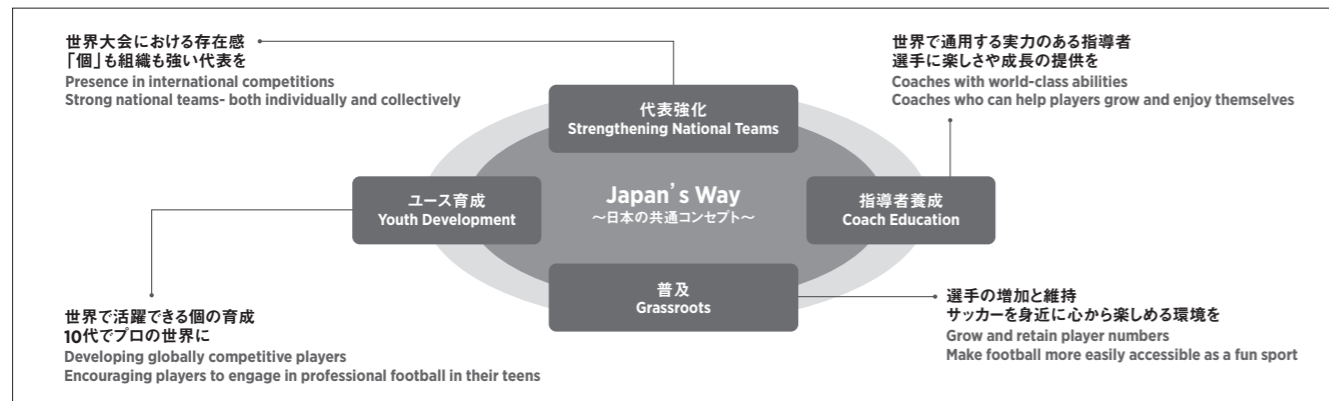 世界大会における存在感
「個」も組織も強い代表を
Presence in international competitions
Strong national teams- both individually and collectively
世界で通用する実力のある指導者
選手に楽しさや成長の提供を
Coaches with world-class abilities
Coaches who can help players grow and enjoy themselves
代表強化
Strengthening National Teams
ユース育成
Youth Development
Japan's Way
～日本の共通コンセプト～
指導者養成
Coach Education
普及
Grassroots
世界で活躍できる個の育成
10代でプロの世界に
Developing globally competitive players
Encouraging players to engage in professional football in their teens
選手の増加と維持
サッカーを身近に心から楽しめる環境を
Grow and retain player numbers
Make football more easily accessible as a fun sport